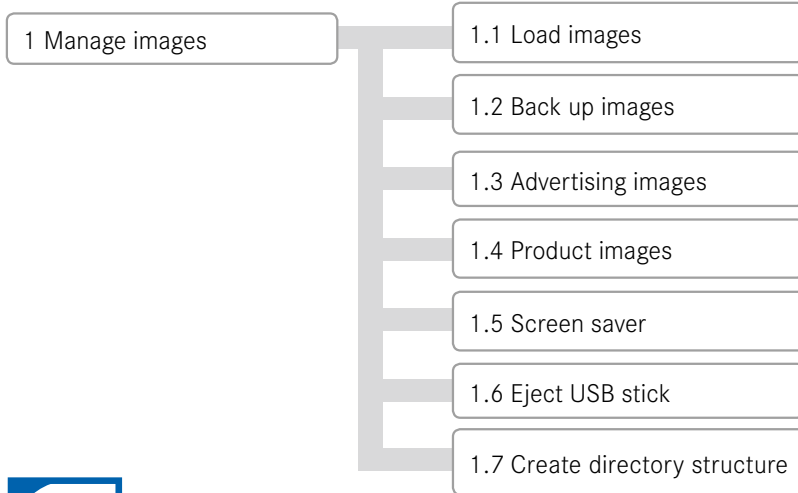 1 Manage images
1.1 Load images
1.2 Back up images
1.3 Advertising images
1.4 Product images
1.5 Screen saver
1.6 Eject USB stick
1.7 Create directory structure